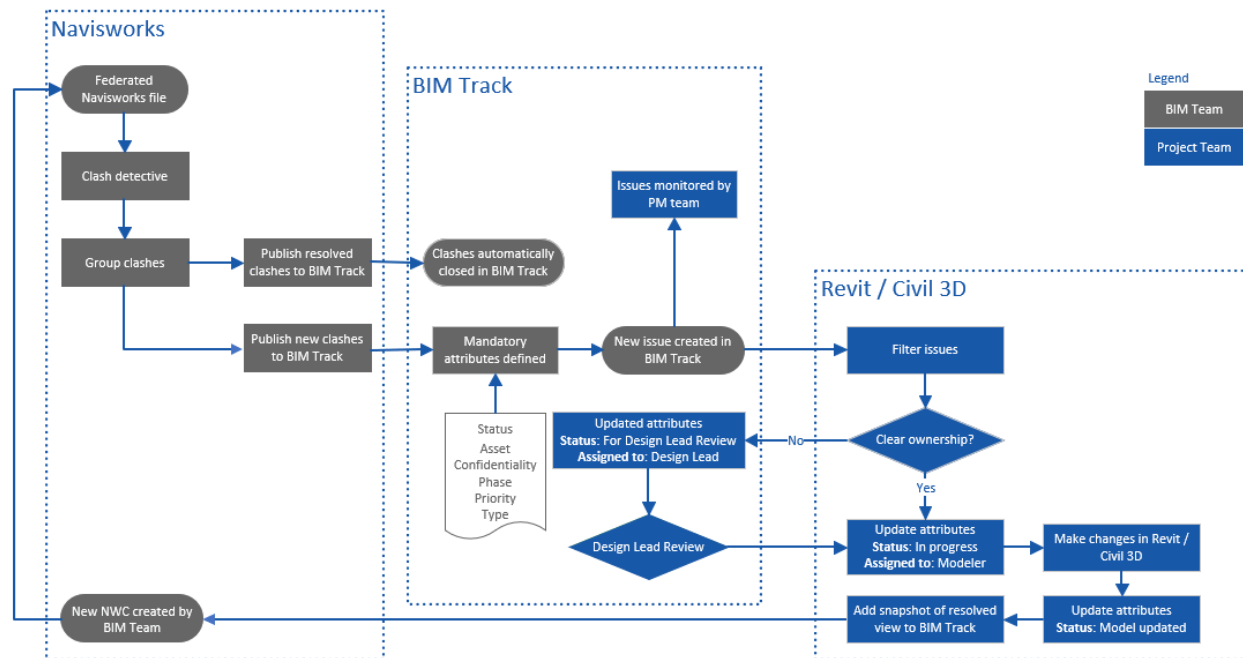 Navisworks
Federated
Navisworks file
Clash detective
Group clashes
Publish resolved
clashes to BIM Track
Publish new clashes
to BIM Track
New NWC created by
BIM Team
BIM Track
Issues monitored by
PM team
Clashes automatically
closed in BIM Track
Mandatory
attributes defined
New issue created in
BIM Track
Status
Asset
Confidentiality
Phase
Priority
Type
Updated attributes
Status: For Design Lead Review
Assigned to: Design Lead
Design Lead Review
Revit / Civil 3D
Filter issues
Clear ownership?
No
Yes
Update attributes
Status: In progress
Assigned to: Modeler
Make changes in Revit /
Civil 3D
Update attributes
Status: Model updated
Add snapshot of resolved
view to BIM Track
Legend
BIM Team
Project Team